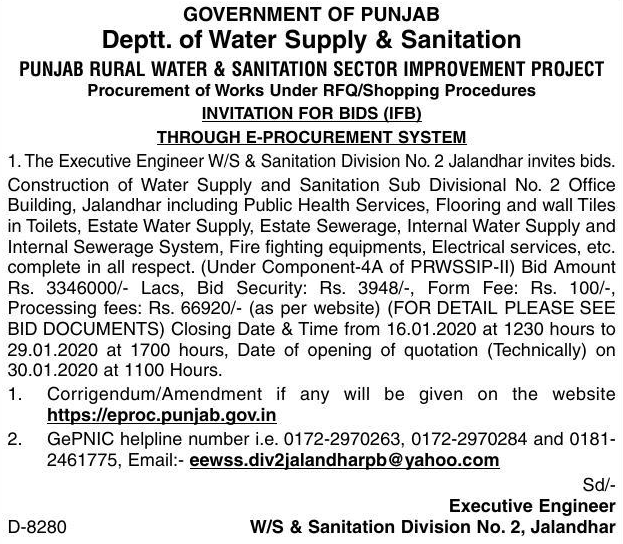 GOVERNMENT OF PUNJAB
Deptt. of Water Supply & Sanitation
PUNJAB RURAL WATER & SANITATION SECTOR IMPROVEMENT PROJECT
Procurement of Works Under RFQ/Shopping Procedures
INVITATION FOR BIDS (IFB)
THROUGH E-PROCUREMENT SYSTEM
1. The Executive Engineer W/S & Sanitation Division No. 2 Jalandhar invites bids.
Construction of Water Supply and Sanitation Sub Divisional No. 2 Office
Building, Jalandhar including Public Health Services, Flooring and wall Tiles
in Toilets, Estate Water Supply, Estate Sewerage, Internal Water Supply and
Internal Sewerage System, Fire fighting equipments, Electrical services, etc.
complete in all respect. (Under Component-4A of PRWSSIP-II) Bid Amount
Rs. 3346000/- Lacs, Bid Security: Rs. 3948/-, Form Fee: Rs. 100/-,
Processing fees: Rs. 66920/- (as per website) (FOR DETAIL PLEASE SEE
BID DOCUMENTS) Closing Date & Time from 16.01.2020 at 1230 hours to
29.01.2020 at 1700 hours, Date of opening of quotation (Technically) on
30.01.2020 at 1100 Hours.
1. Corrigendum/Amendment if any will be given on the website
https://eproc.punjab.gov.in
2. GePNIC helpline number i.e. 0172-2970263, 0172-2970284 and 0181-
2461775, Email:- eewss.div2jalandharpb@yahoo.com
Sd/-
Executive Engineer
D-8280 W/S & Sanitation Division No. 2, Jalandhar